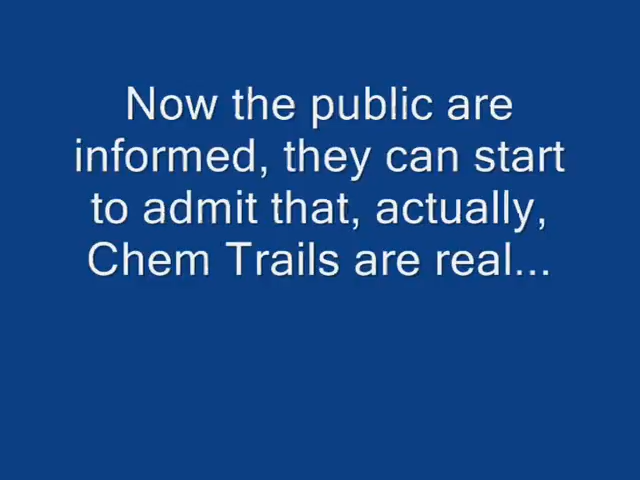 Now the public are
informed, they can start
to admit that, actually,
Chem Trails are real...